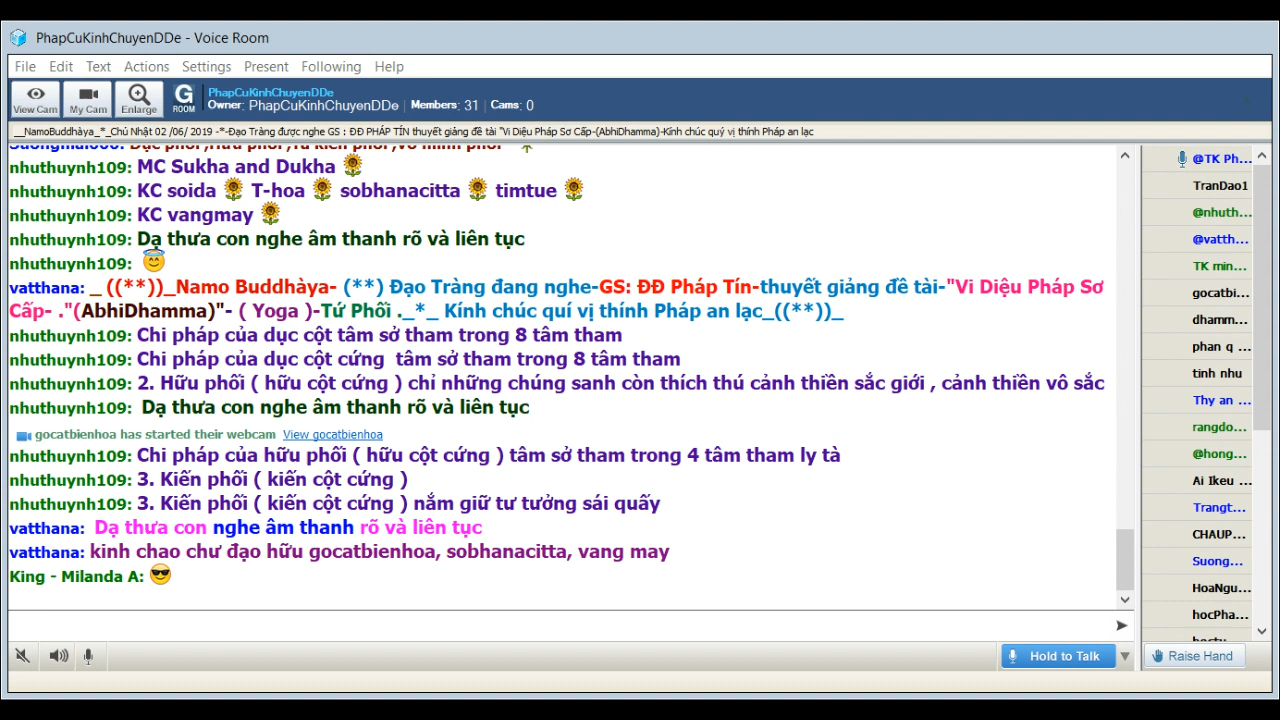 PhapCuKinhChuyenDDe - Voice Room
File Edit Text Actions Settings Present Following Help
View Cam My Cam Enlarge G ROOM PhapCuKinhChuyenDDe
Owner: PhapCuKinhChuyenDDe | Members: 31 | Cams: 0
__NamoBuddhàya_*_Chủ Nhật 02 /06/ 2019 -*-Đạo Tràng được nghe GS : ĐĐ PHÁP TÍN thuyết giảng đề tài "Vi Diệu Pháp Sơ Cấp-(AbhiDhamma)-Kính chúc quý vị thính Pháp an lạc
nhuthuynh109: MC Sukha and Dukha 🌻
nhuthuynh109: KC soida 🌻 T-hoa 🌻 sobhanacitta 🌻 timtue 🌻
nhuthuynh109: KC vangmay 🌻
nhuthuynh109: Dạ thưa con nghe âm thanh rõ và liên tục
nhuthuynh109: 😇
vatthana: _ ((**))_Namo Buddhàya- (**) Đạo Tràng đang nghe-GS: ĐĐ Pháp Tín-thuyết giảng đề tài-"Vi Diệu Pháp Sơ
Cấp- ."(AbhiDhamma)"- ( Yoga )-Tứ Phối ._*_ Kính chúc quí vị thính Pháp an lạc_((**))_
nhuthuynh109: Chi pháp của dục cột tâm sở tham trong 8 tâm tham
nhuthuynh109: Chi pháp của dục cột cứng  tâm sở tham trong 8 tâm tham
nhuthuynh109: 2. Hữu phối ( hữu cột cứng ) chỉ những chúng sanh còn thích thú cảnh thiền sắc giới , cảnh thiền vô sắc
nhuthuynh109: Dạ thưa con nghe âm thanh rõ và liên tục
gocatbienhoa has started their webcam View gocatbienhoa
nhuthuynh109: Chi pháp của hữu phối ( hữu cột cứng ) tâm sở tham trong 4 tâm tham ly tà
nhuthuynh109: 3. Kiến phối ( kiến cột cứng )
nhuthuynh109: 3. Kiến phối ( kiến cột cứng ) nắm giữ tư tưởng sái quấy
vatthana: Dạ thưa con nghe âm thanh rõ và liên tục
vatthana: kinh chao chư đạo hữu gocatbienhoa, sobhanacitta, vang may
King - Milanda A: 😎
Hold to Talk
@TK Ph...
TranDao1
@nhuth...
@vatth...
TK min...
gocatbi...
dhamm...
phan q ...
tinh nhu
Thy an ...
rangdo...
@hong...
Ai Ikeu ...
Trangt...
CHAUP...
Suong...
HoaNgu...
hocPha...
Raise Hand